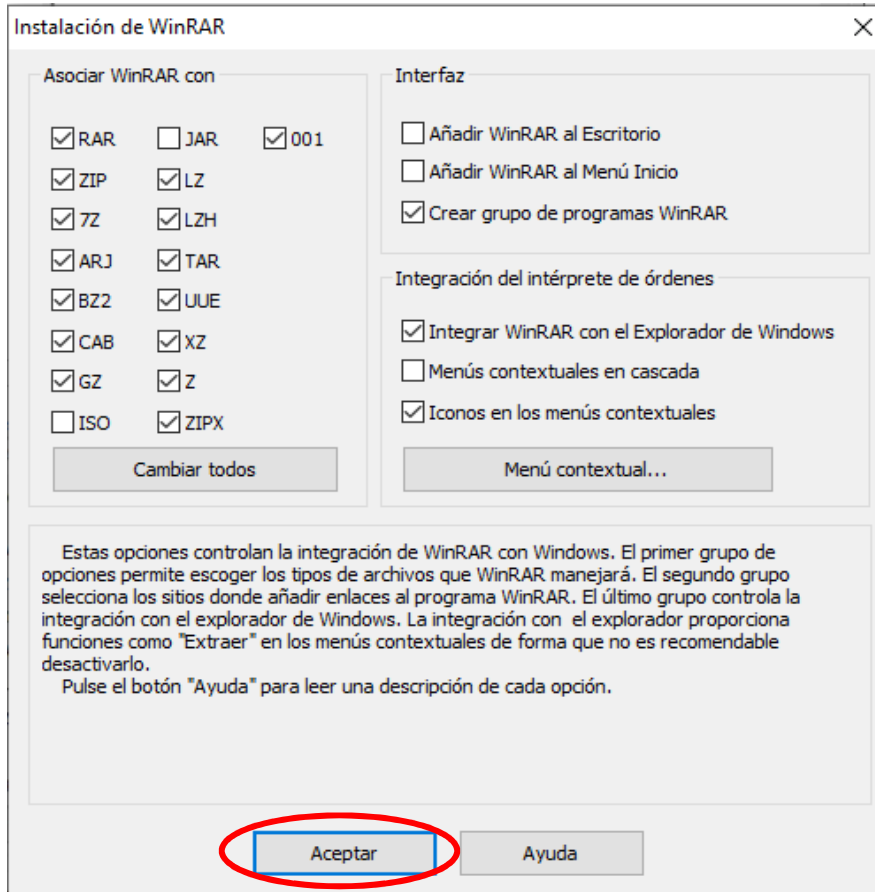 Instalación de WinRAR
Asociar WinRAR con
RAR
JAR
001
ZIP
LZ
7Z
LZH
ARJ
TAR
BZ2
UUE
CAB
XZ
GZ
Z
ISO
ZIPX
Cambiar todos
Interfaz
Añadir WinRAR al Escritorio
Añadir WinRAR al Menú Inicio
Crear grupo de programas WinRAR
Integración del intérprete de órdenes
Integrar WinRAR con el Explorador de Windows
Menús contextuales en cascada
Iconos en los menús contextuales
Menú contextual...
Estas opciones controlan la integración de WinRAR con Windows. El primer grupo de
opciones permite escoger los tipos de archivos que WinRAR manejará. El segundo grupo
selecciona los sitios donde añadir enlaces al programa WinRAR. El último grupo controla la
integración con el explorador de Windows. La integración con  el explorador proporciona
funciones como "Extraer" en los menús contextuales de forma que no es recomendable
desactivarlo.
Pulse el botón "Ayuda" para leer una descripción de cada opción.
Aceptar
Ayuda